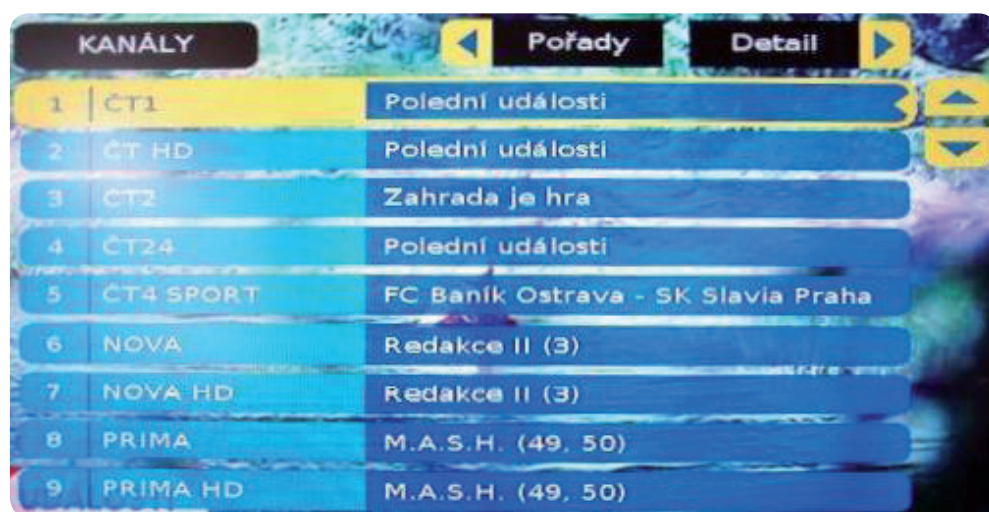 KANÁLY Pořady Detail
1 ČT1 Polední události
2 ČT HD Polední události
3 ČT2 Zahrada je hra
4 ČT24 Polední události
5 ČT4 SPORT FC Baník Ostrava - SK Slavia Praha
6 NOVA Redakce II (3)
7 NOVA HD Redakce II (3)
8 PRIMA M.A.S.H. (49, 50)
9 PRIMA HD M.A.S.H. (49, 50)